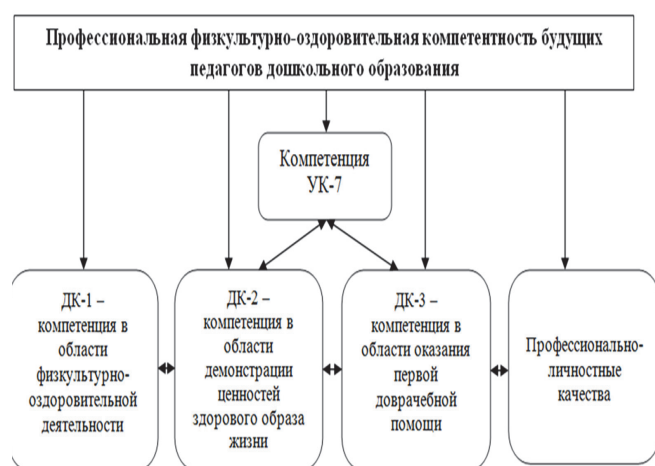 Профессиональная физкультурно-оздоровительная компетентность будущих
педагогов дошкольного образования
Компетенция
УК-7
ДК-1 –
компетенция в
области
физкультурно-
оздоровительной
деятельности
ДК-2 –
компетенция в
области
демонстрации
ценностей
здорового образа
жизни
ДК-3 –
компетенция в
области оказания
первой
доврачебной
помощи
Профессионально-
личностные
качества